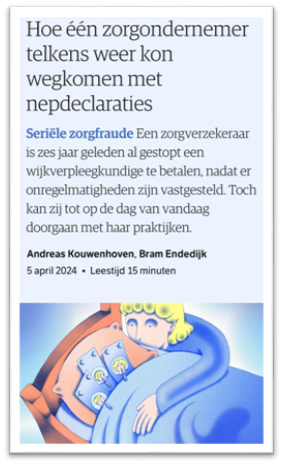 Hoe één zorgondernemer
telkens weer kon
wegkomen met
nepdeclaraties
Seriële zorgfraude Een zorgverzekeraar
is zes jaar geleden al gestopt een
wijkverpleegkundige te betalen, nadat er
onregelmatigheden zijn vastgesteld. Toch
kan zij tot op de dag van vandaag
doorgaan met haar praktijken.
Andreas Kouwenhoven, Bram Endedijk
5 april 2024 • Leestijd 15 minuten